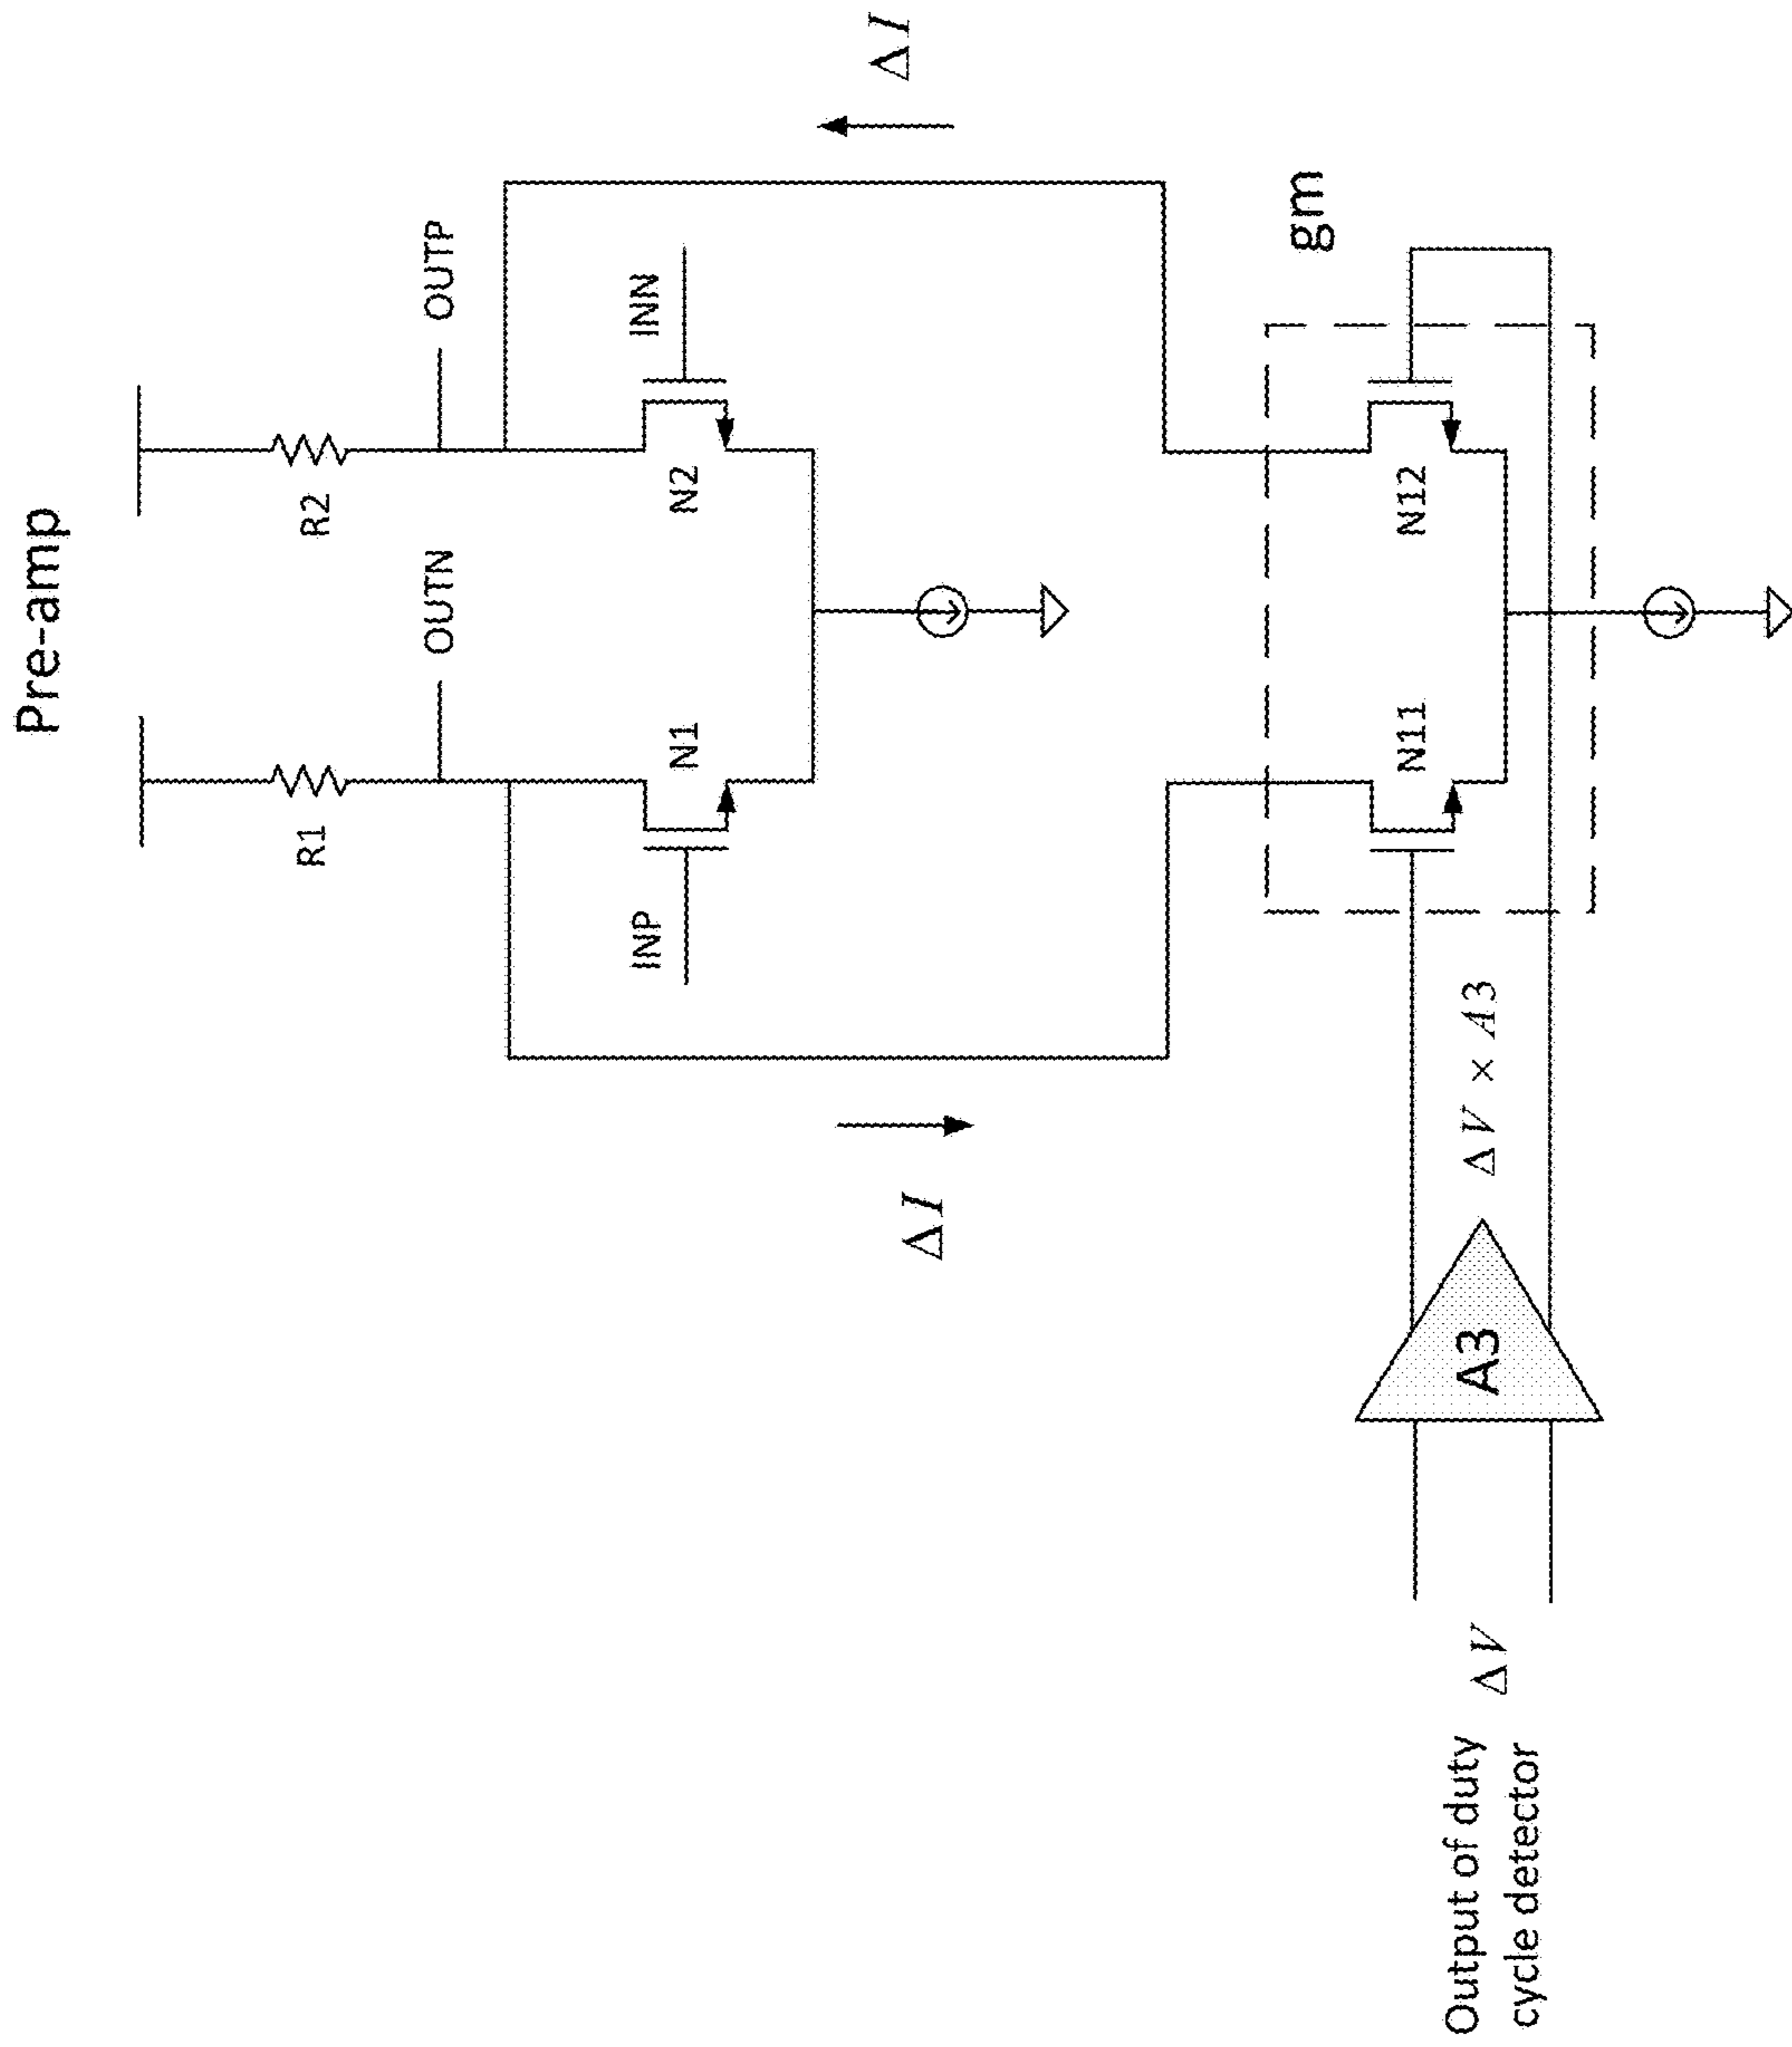 Pre-amp
R1
R2
OUTN
OUTP
INP
N1
N2
INN
ΔI
ΔI
gm
N11
N12
Output of duty
cycle detector
ΔV
A3
ΔV × A3